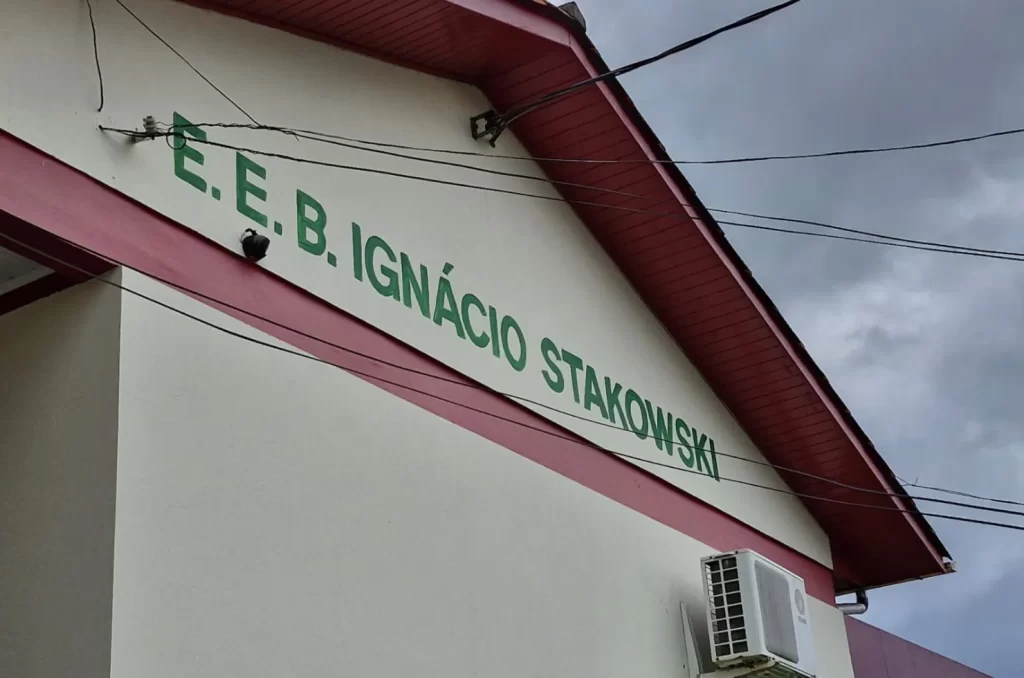 E. E. B. IGNÁCIO STAKOWSKI